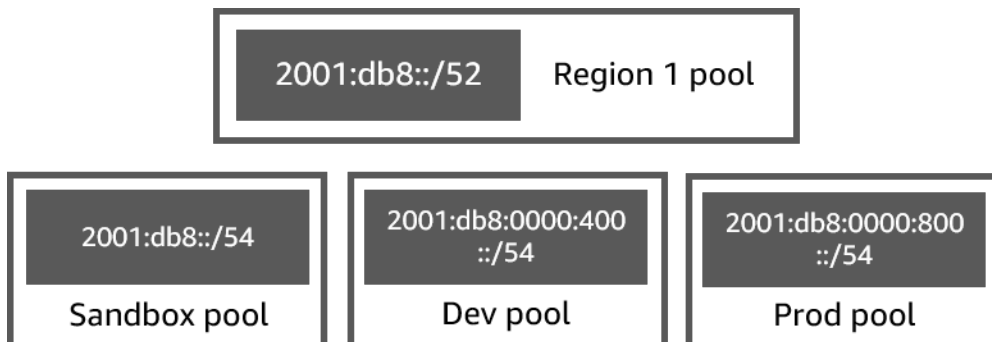 2001:db8::/52
Region 1 pool
2001:db8::/54
Sandbox pool
2001:db8:0000:400
::/54
Dev pool
2001:db8:0000:800
::/54
Prod pool